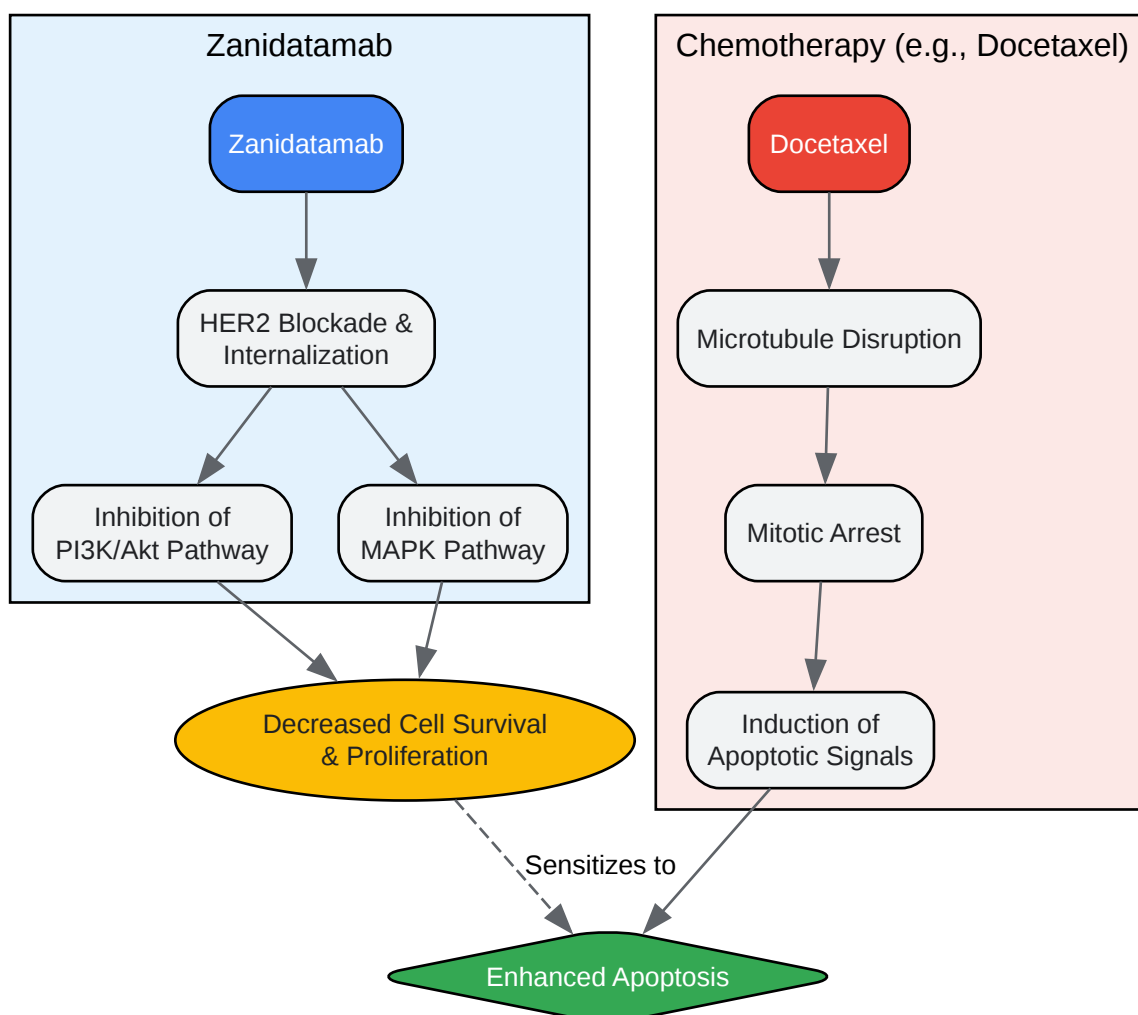 Zanidatamab
Zanidatamab
HER2 Blockade &
Internalization
Inhibition of
PI3K/Akt Pathway
Inhibition of
MAPK Pathway
Decreased Cell Survival
& Proliferation
Chemotherapy (e.g., Docetaxel)
Docetaxel
Microtubule Disruption
Mitotic Arrest
Induction of
Apoptotic Signals
Sensitizes to
Enhanced Apoptosis